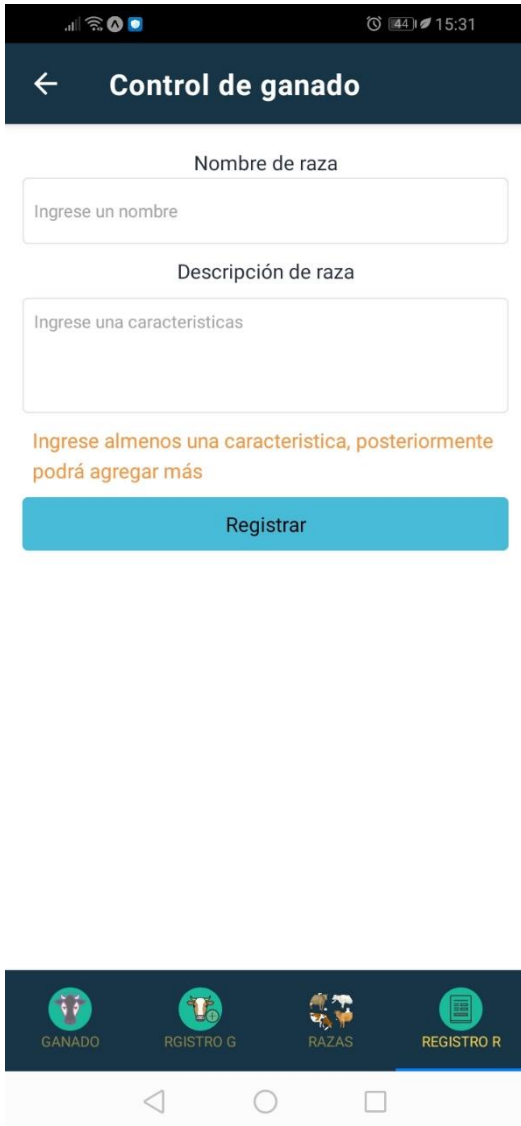 44 15:31
Control de ganado
Nombre de raza
Ingrese un nombre
Descripción de raza
Ingrese una caracteristicas
Ingrese almenos una caracteristica, posteriormente
podrá agregar más
Registrar
GANADO RGISTRO G RAZAS REGISTRO R